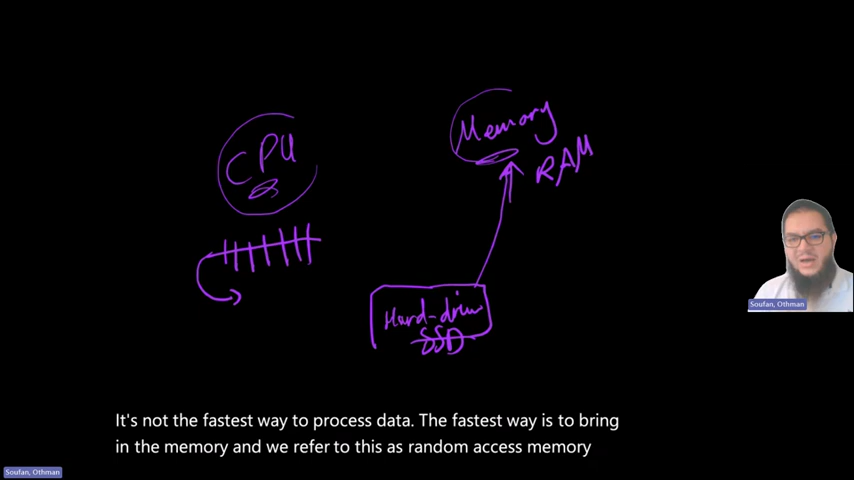 CPU
Memory
RAM
Hard-drive
SSD
Soufan, Othman
It's not the fastest way to process data. The fastest way is to bring
in the memory and we refer to this as random access memory
Soufan, Othman